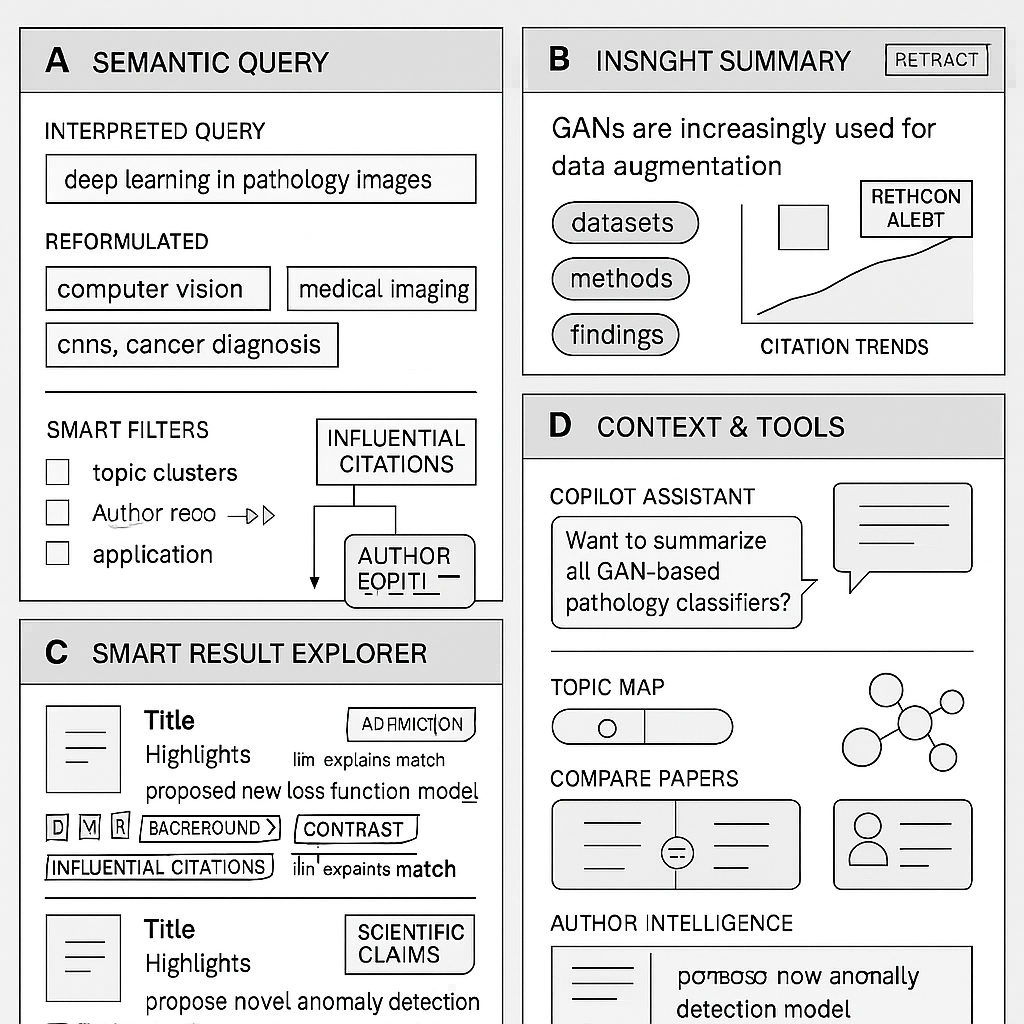 A SEMANTIC QUERY
INTERPRETED QUERY
deep learning in pathology images
REFORMULATED
computer vision
medical imaging
cnns, cancer diagnosis
SMART FILTERS
topic clusters
Author reco
application
INFLUENTIAL
CITATIONS
AUTHOR
EOPITI
B INSNGHT SUMMARY
RETRACT
GANs are increasingly used for
data augmentation
datasets
methods
findings
RETHCON
ALEBT
CITATION TRENDS
C SMART RESULT EXPLORER
Title
Highlights
lim explains match
proposed new loss function model
D M R
BACREROUND
CONTRAST
INFLUENTIAL CITATIONS
ilin expaints match
Title
Highlights
SCIENTIFIC
CLAIMS
propose novel anomaly detection
D CONTEXT & TOOLS
COPILOT ASSISTANT
Want to summarize
all GAN-based
pathology classifiers?
TOPIC MAP
COMPARE PAPERS
AUTHOR INTELLIGENCE
now anonally
detection model